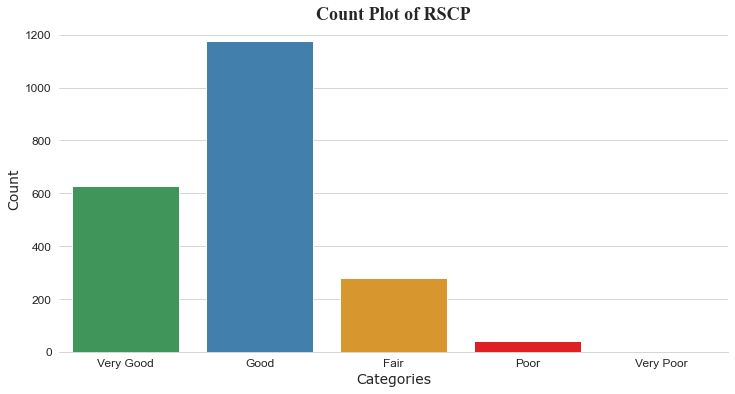 Count Plot of RSCP
1200
1000
800
600
400
200
0
Count
Very Good Good Fair Poor Very Poor
Categories